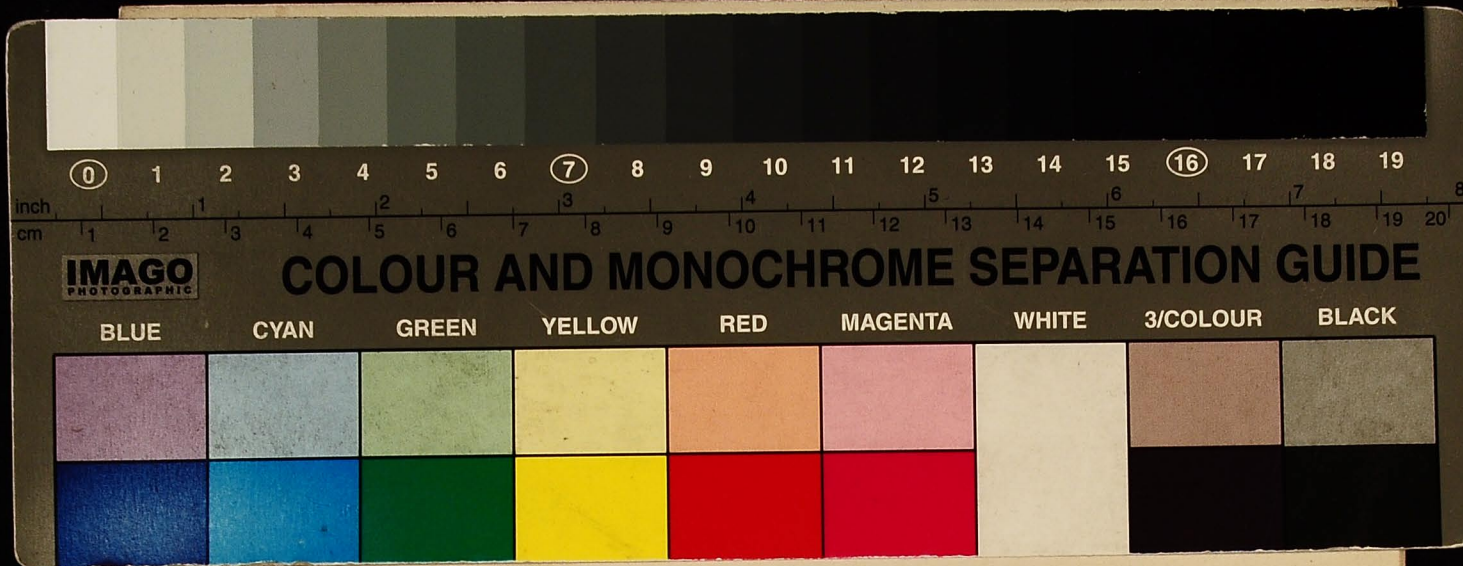 0 1 2 3 4 5 6 7 8 9 10 11 12 13 14 15 16 17 18 19
inch 1 2 3 4 5 6 7 8
cm 1 2 3 4 5 6 7 8 9 10 11 12 13 14 15 16 17 18 19 20
IMAGO
PHOTOGRAPHIC
COLOUR AND MONOCHROME SEPARATION GUIDE
BLUE CYAN GREEN YELLOW RED MAGENTA WHITE 3/COLOUR BLACK